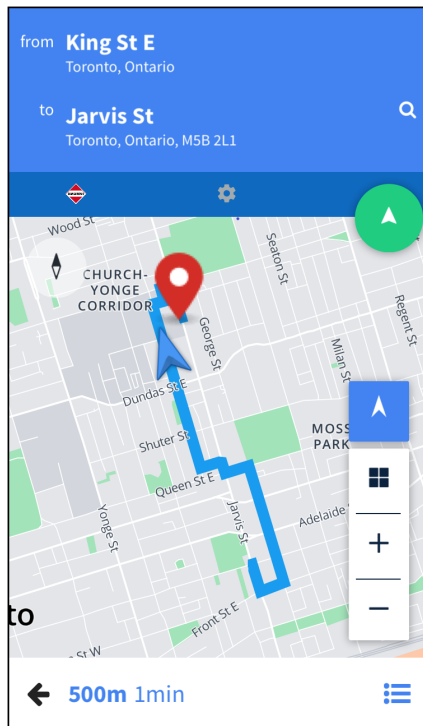 from King St E
Toronto, Ontario
to Jarvis St
Toronto, Ontario, M5B 2L1
Wood St
Seaton St
CHURCH-
YONGE
CORRIDOR
Regent St
George St
Milan St
Dundas St E
MOSS
PARK
Shuter St
Queen St E
Yonge St
Jarvis St
Adelaide
to
Front St E
St W
500m 1min